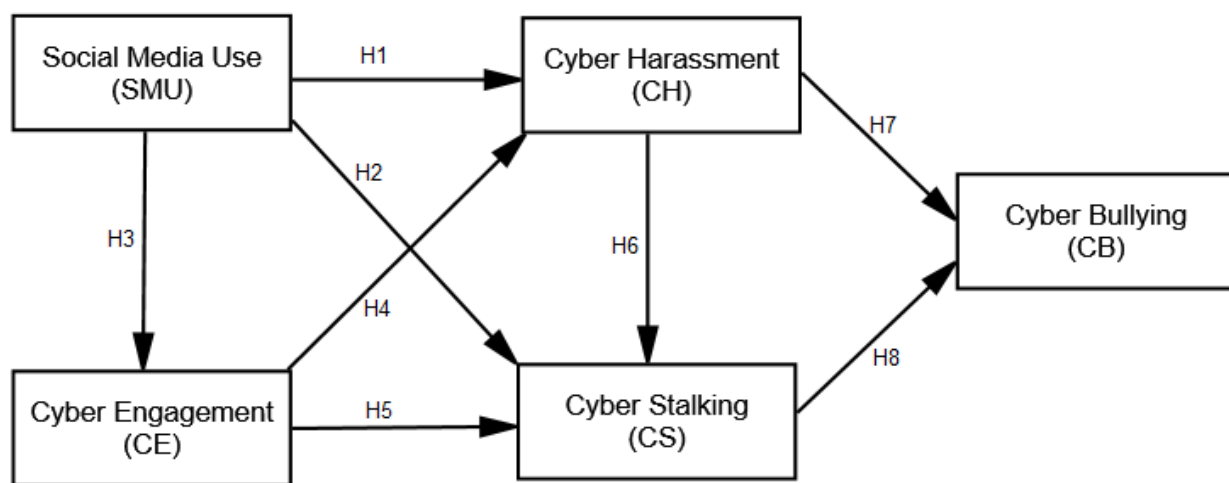 Social Media Use
(SMU)
H1
Cyber Harassment
(CH)
H7
H2
Cyber Bullying
(CB)
H3
H6
H4
H8
Cyber Engagement
(CE)
H5
Cyber Stalking
(CS)